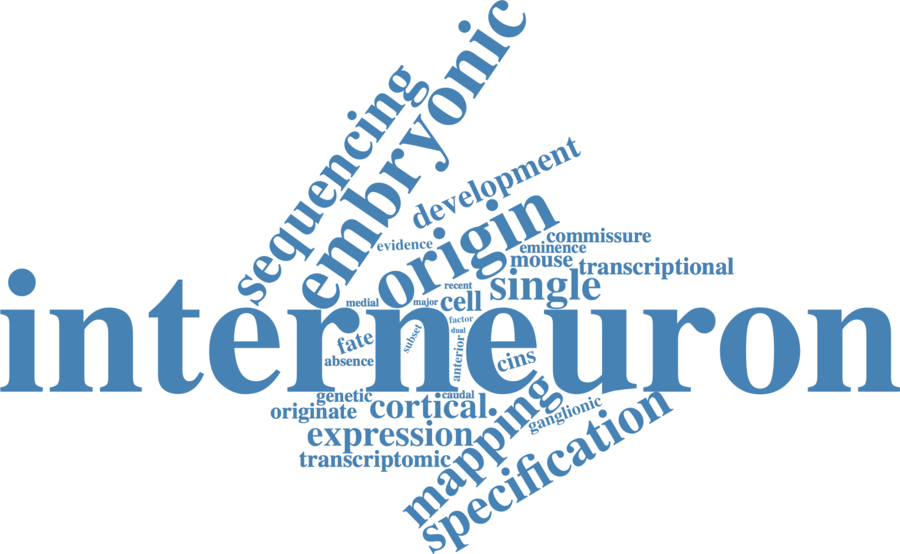 embryonic
sequencing
development
origin
evidence
commissure
eminence
mouse
transcriptional
single
recent
medial
major
cell
interneuron
factor
dual
subset
anterior
fate
absence
cins
genetic
caudal
originate
cortical
mapping
ganglionic
expression
specification
transcriptomic